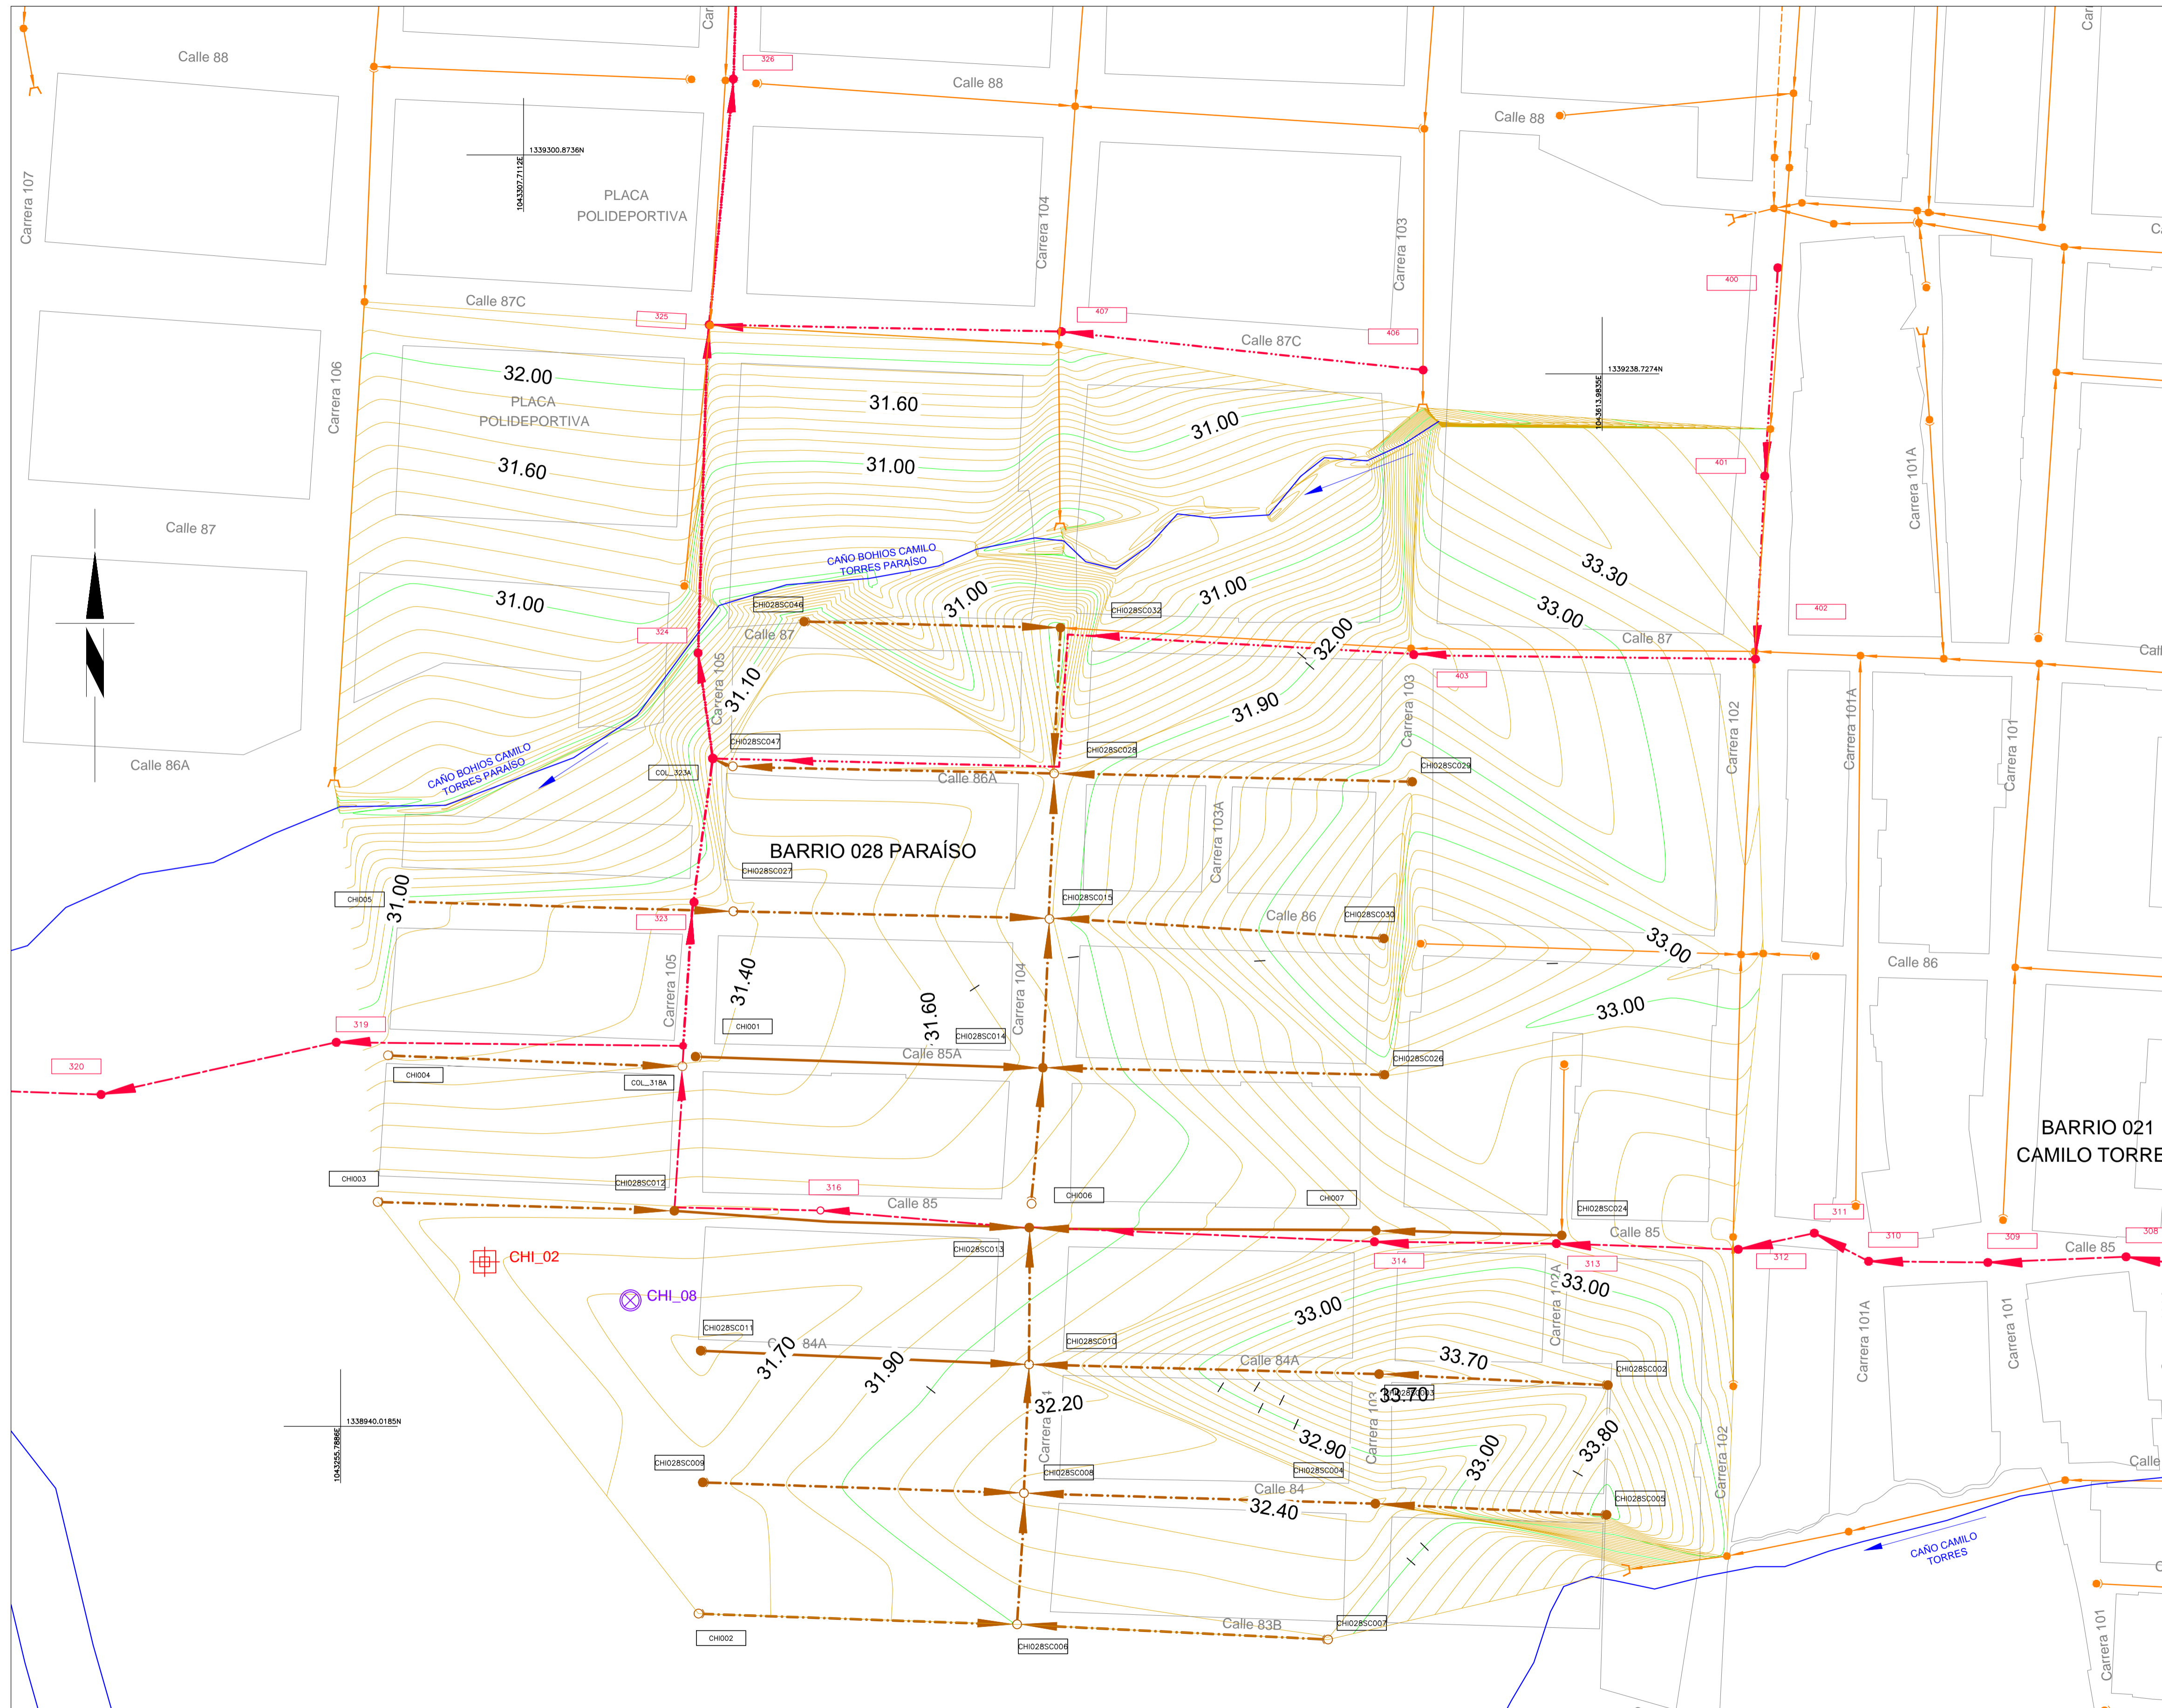 Calle 88
326
Calle 88
Calle 88
1339300.8736N
1043307.7112E
Carrera 107
PLACA
POLIDEPORTIVA
Carrera 104
Carrera 103
400
Calle 87C
325
407
406
Calle 87C
1339238.7274N
1043613.9835E
32.00
PLACA
POLIDEPORTIVA
31.60
31.00
Carrera 106
31.60
31.00
401
Carrera 101A
Calle 87
CAÑO BOHIOS CAMILO
TORRES PARAÍSO
33.30
31.00
31.00
31.00
33.00
CHI028SC046
CHI028SC032
402
324
Calle 87
32.00
Calle 87
31.10
Carrera 105
31.90
403
Carrera 103
Carrera 102
Carrera 101A
Carrera 101
CHI028SC047
CHI028SC028
Calle 86A
CAÑO BOHIOS CAMILO
TORRES PARAÍSO
COL_323A
Calle 86A
CHI028SC029
Carrera 103A
BARRIO 028 PARAÍSO
CHI028SC027
CHI005
31.00
CHI028SC015
323
Calle 86
CHI028SC030
33.00
Calle 86
31.40
Carrera 105
Carrera 104
31.60
33.00
319
CHI001
CHI028SC014
320
Calle 85A
CHI028SC026
CHI004
COL_318A
BARRIO 021
CHI003
CHI028SC012
316
Calle 85
CHI006
CHI007
CHI028SC024
311
310
309
308
Calle 85
Calle 85
CHI028SC013
314
313
312
CHI_02
33.00
Carrera 102A
CHI_08
33.00
CHI028SC011
CHI028SC010
31.70
84A
31.90
Calle 84A
33.70
CHI028SC002
33.70
32.20
Carrera 101A
Carrera 101
1338940.0185N
1043255.7886E
32.90
33.00
33.80
Carrera 103
Carrera 102
CHI028SC009
CHI028SC008
CHI028SC004
Calle 84
32.40
CHI028SC005
Calle
CAÑO CAMILO
TORRES
CHI002
CHI028SC006
Calle 83B
CHI028SC007
Carrera 101